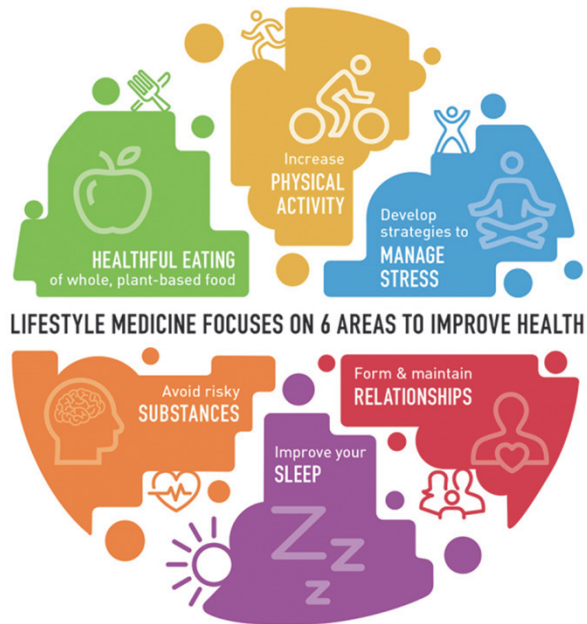 Increase
PHYSICAL
ACTIVITY
Develop
strategies to
MANAGE
STRESS
HEALTHFUL EATING
of whole, plant-based food
LIFESTYLE MEDICINE FOCUSES ON 6 AREAS TO IMPROVE HEALTH
Avoid risky
SUBSTANCES
Form & maintain
RELATIONSHIPS
Improve your
SLEEP
Z
Z
Z